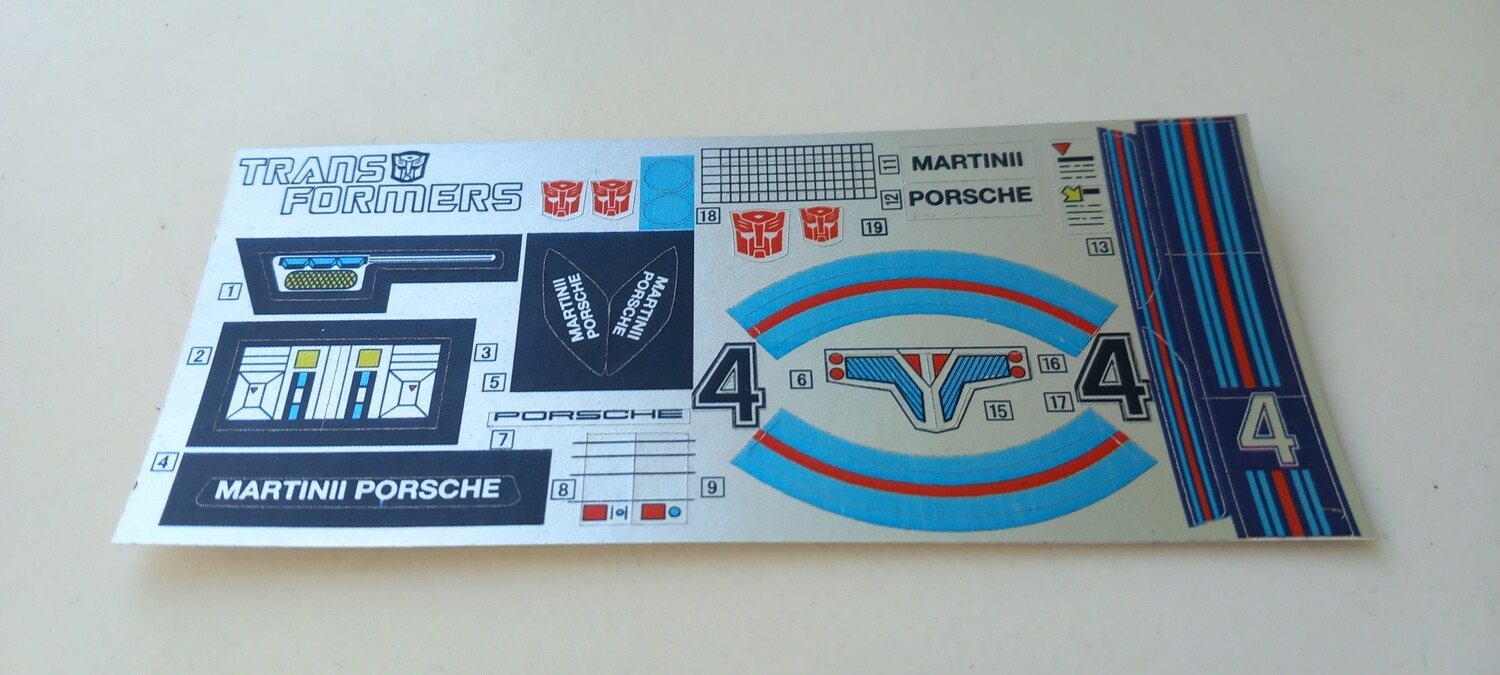 TRANS
FORMERS
1
2
3
4
5
MARTINII
PORSCHE
MARTINII
PORSCHE
PORSCHE
7
MARTINII PORSCHE
8
9
18
11
MARTINII
12
PORSCHE
19
13
4
6
16
15
17
4
4